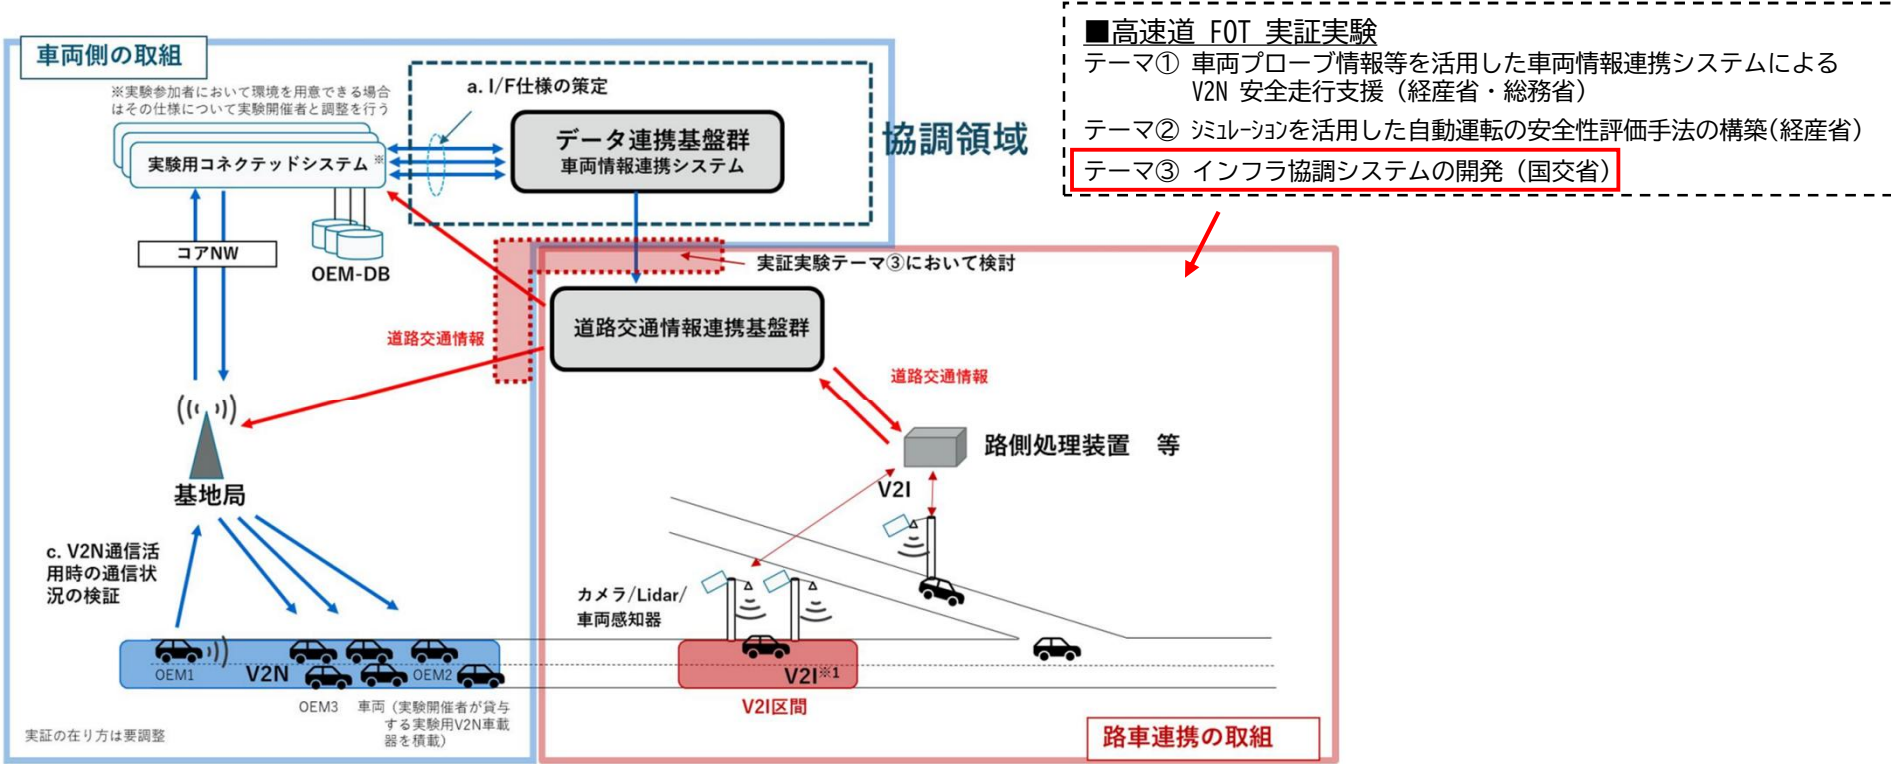 ■高速道 FOT 実証実験
テーマ① 車両プローブ情報等を活用した車両情報連携システムによる
V2N 安全走行支援（経産省・総務省）
テーマ② ｼﾐｭﾚｰｼｮﾝを活用した自動運転の安全性評価手法の構築(経産省)
テーマ③ インフラ協調システムの開発（国交省）
車両側の取組
※実験参加者において環境を用意できる場合
はその仕様について実験開催者と調整を行う
a. I/F仕様の策定
データ連携基盤群
車両情報連携システム
協調領域
実験用コネクテッドシステム※
コアNW
OEM-DB
実証実験テーマ③において検討
道路交通情報連携基盤群
道路交通情報
道路交通情報
路側処理装置　等
V2I
基地局
c. V2N通信活
用時の通信状
況の検証
カメラ/Lidar/
車両感知器
OEM1
V2N
OEM2
V2I※1
OEM3
車両（実験開催者が貸与
する実験用V2N車載
器を積載）
V2I区間
実証の在り方は要調整
路車連携の取組